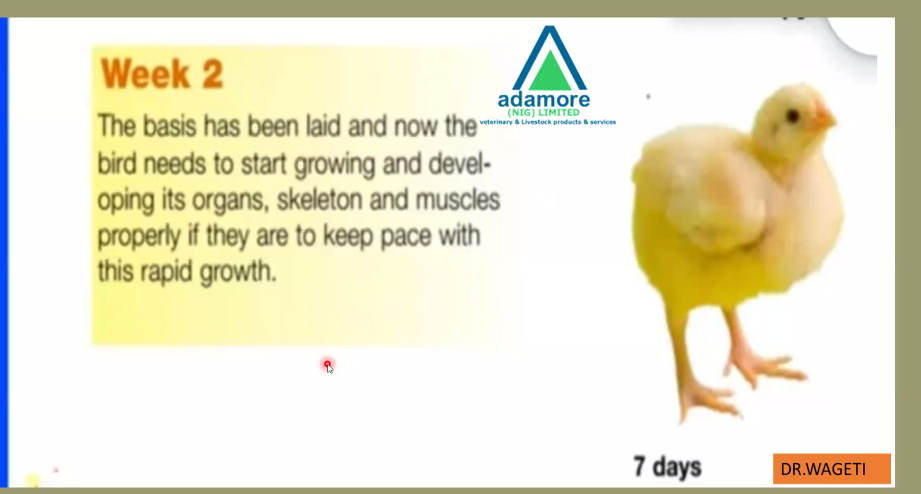 Week 2
The basis has been laid and now the
bird needs to start growing and devel-
oping its organs, skeleton and muscles
properly if they are to keep pace with
this rapid growth.
adamore
(NIG) LIMITED
veterinary & Livestock products & services
7 days
DR.WAGETI